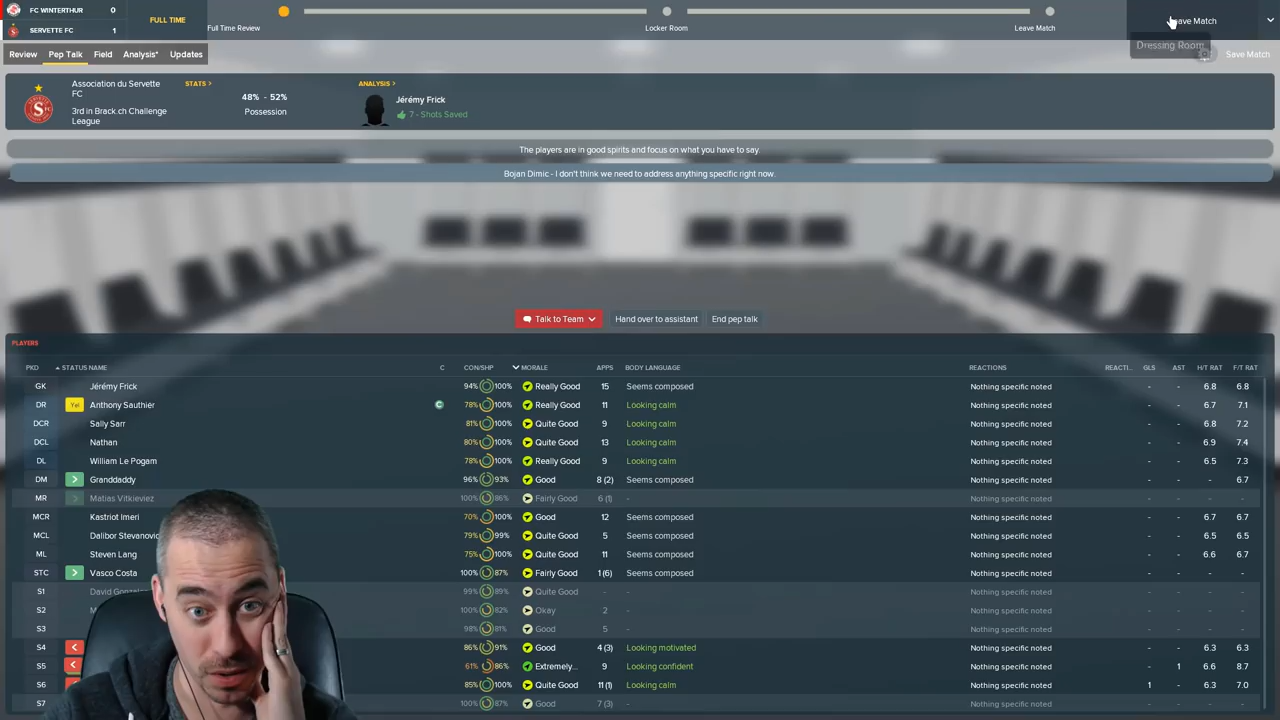 FC WINTERTHUR 0
SERVETTE FC 1
FULL TIME
Full Time Review
Locker Room
Leave Match
Leave Match
Dressing Room
Review Pep Talk Field Analysis* Updates
Save Match
Association du Servette FC
3rd in Brack.ch Challenge League
STATS >
48% - 52%
Possession
ANALYSIS >
Jérémy Frick
7 - Shots Saved
The players are in good spirits and focus on what you have to say.
Bojan Dimic - I don't think we need to address anything specific right now.
Talk to Team Hand over to assistant End pep talk
PLAYERS
PKD STATUS NAME C CON/SHP MORALE APPS BODY LANGUAGE REACTIONS REACTI... GLS AST H/T RAT F/T RAT
GK Jérémy Frick 94% 100% Really Good 15 Seems composed Nothing specific noted - - 6.8 6.8
DR Yel Anthony Sauthier C 78% 100% Really Good 11 Looking calm Nothing specific noted - - 6.7 7.1
DCR Sally Sarr 81% 100% Quite Good 9 Looking calm Nothing specific noted - - 6.8 7.2
DCL Nathan 80% 100% Quite Good 13 Looking calm Nothing specific noted - - 6.9 7.4
DL William Le Pogam 78% 100% Really Good 9 Looking calm Nothing specific noted - - 6.5 7.3
DM Granddaddy 96% 93% Good 8 (2) Seems composed Nothing specific noted - - - 6.7
MR Matias Vitkieviez 100% 86% Fairly Good 6 (1) - Nothing specific noted - - - -
MCR Kastriot Imeri 70% 100% Good 12 Seems composed Nothing specific noted - - 6.7 6.7
MCL Dalibor Stevanovic 79% 99% Quite Good 5 Seems composed Nothing specific noted - - 6.5 6.5
ML Steven Lang 75% 100% Quite Good 11 Seems composed Nothing specific noted - - 6.6 6.7
STC Vasco Costa 100% 87% Fairly Good 1 (6) Seems composed Nothing specific noted - - - -
S1 David 99% 89% Quite Good - - Nothing specific noted - - - -
S2 100% 82% Okay 2 - Nothing specific noted - - - -
S3 98% 81% Good 5 - Nothing specific noted - - - -
S4 86% 91% Good 4 (3) Looking motivated Nothing specific noted - - 6.3 6.3
S5 61% 86% Extremely... 9 Looking confident Nothing specific noted - 1 6.6 8.7
S6 85% 100% Quite Good 11 (1) Looking calm Nothing specific noted 1 - 6.3 7.0
S7 100% 87% Good 7 (3) - Nothing specific noted - - - -